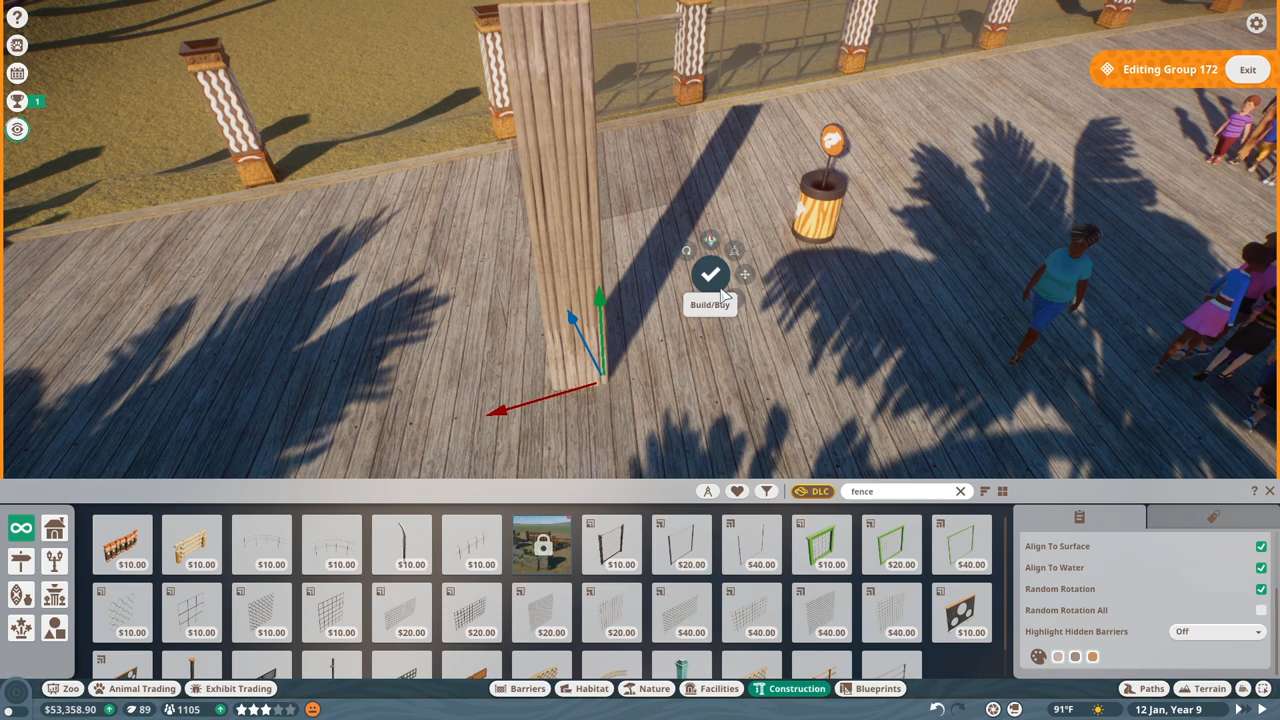 ?
1
Editing Group 172
Exit
Build/Buy
DLC
fence
?
$10.00
$10.00
$10.00
$10.00
$10.00
$10.00
$10.00
$20.00
$40.00
$10.00
$20.00
$40.00
$10.00
$10.00
$10.00
$10.00
$20.00
$20.00
$20.00
$20.00
$40.00
$40.00
$40.00
$40.00
$10.00
Align To Surface
Align To Water
Random Rotation
Random Rotation All
Highlight Hidden Barriers
Off
Zoo
Animal Trading
Exhibit Trading
Barriers
Habitat
Nature
Facilities
Construction
Blueprints
Paths
Terrain
$53,358.90
89
1105
91°F
12 Jan, Year 9